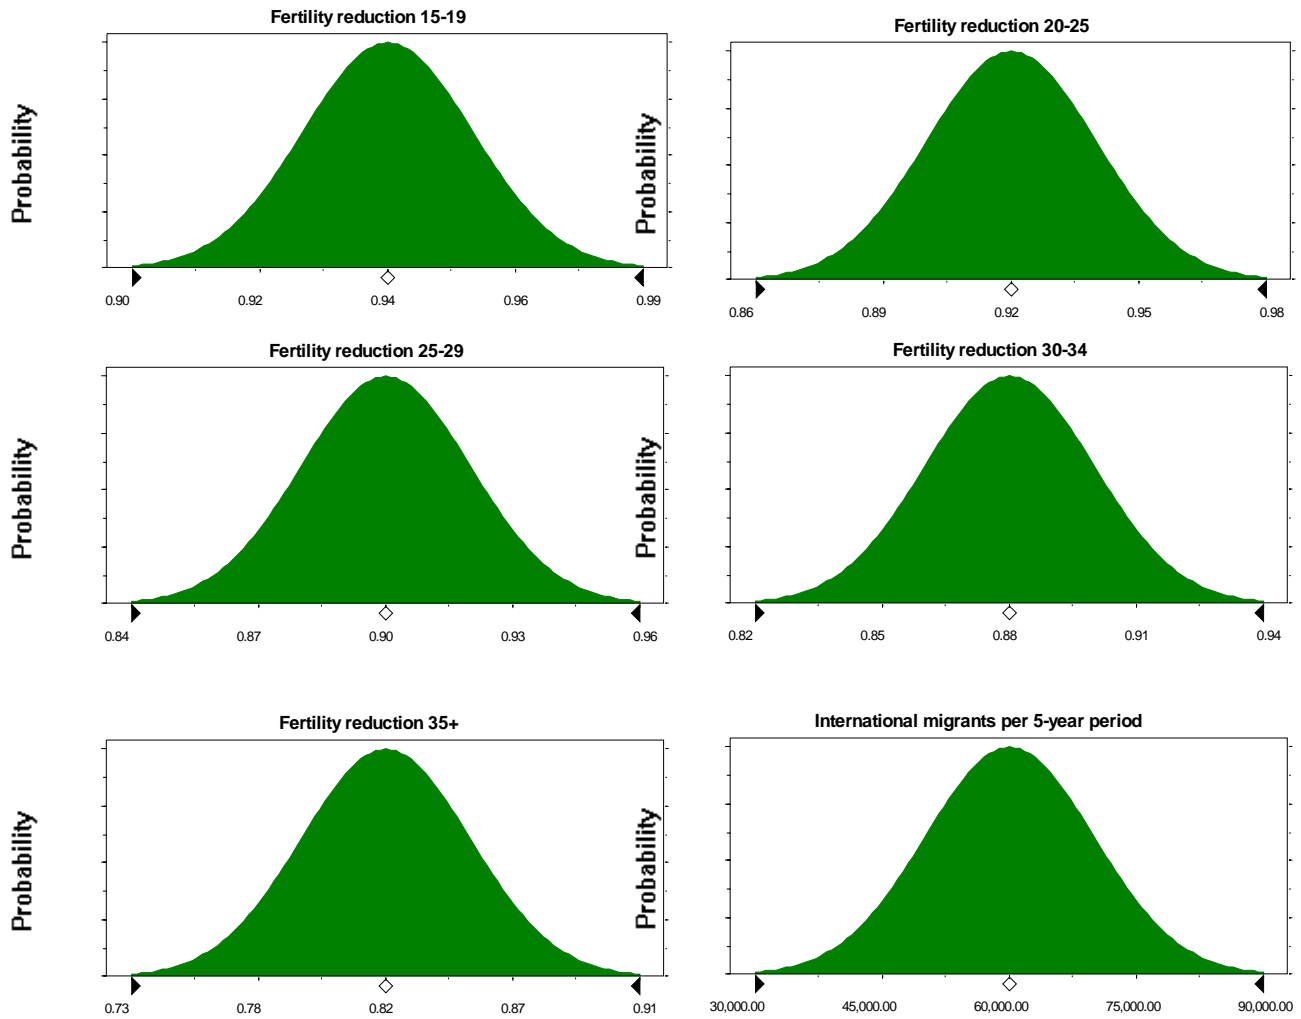 Fertility reduction 15-19
Probability
0.90 0.92 0.94 0.96 0.99
Fertility reduction 20-25
Probability
0.86 0.89 0.92 0.95 0.98
Fertility reduction 25-29
Probability
0.84 0.87 0.90 0.93 0.96
Fertility reduction 30-34
Probability
0.82 0.85 0.88 0.91 0.94
Fertility reduction 35+
Probability
0.73 0.78 0.82 0.87 0.91
International migrants per 5-year period
Probability
30,000.00 45,000.00 60,000.00 75,000.00 90,000.00